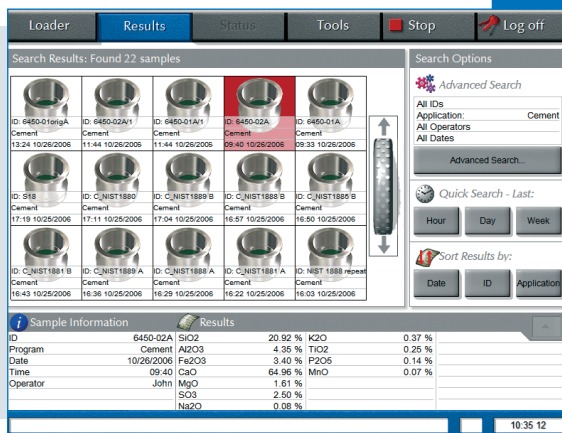 Loader Results Status Tools Stop Log off
Search Results: Found 22 samples
Search Options
ID: 6450-01origA ID: 6450-02A/1 ID: 6450-01A/1 ID: 6450-02A ID: 6450-01A
Cement Cement Cement Cement Cement
13:24 10/26/2006 11:44 10/26/2006 11:44 10/26/2006 09:40 10/26/2006 09:33 10/26/2006
ID: S18 ID: C_NIST1880 ID: C_NIST1889 B ID: C_NIST1888 B ID: C_NIST1885 B
Cement Cement Cement Cement Cement
17:19 10/25/2006 17:11 10/25/2006 17:04 10/25/2006 16:57 10/25/2006 16:50 10/25/2006
ID: C_NIST1881 B ID: C_NIST1889 A ID: C_NIST1888 A ID: C_NIST1881 A ID: NIST 1888 repeat
Cement Cement Cement Cement Cement
16:43 10/25/2006 16:36 10/25/2006 16:29 10/25/2006 16:22 10/25/2006 16:03 10/25/2006
Advanced Search
All IDs
Application: Cement
All Operators
All Dates
Advanced Search...
Quick Search - Last:
Hour Day Week
Sort Results by:
Date ID Application
Sample Information
Results
ID 6450-02A SiO2 20.92 % K2O 0.37 %
Program Cement Al2O3 4.35 % TiO2 0.25 %
Date 10/26/2006 Fe2O3 3.40 % P2O5 0.14 %
Time 09:40 CaO 64.96 % MnO 0.07 %
Operator John MgO 1.61 %
SO3 2.50 %
Na2O 0.08 %
10:35 12